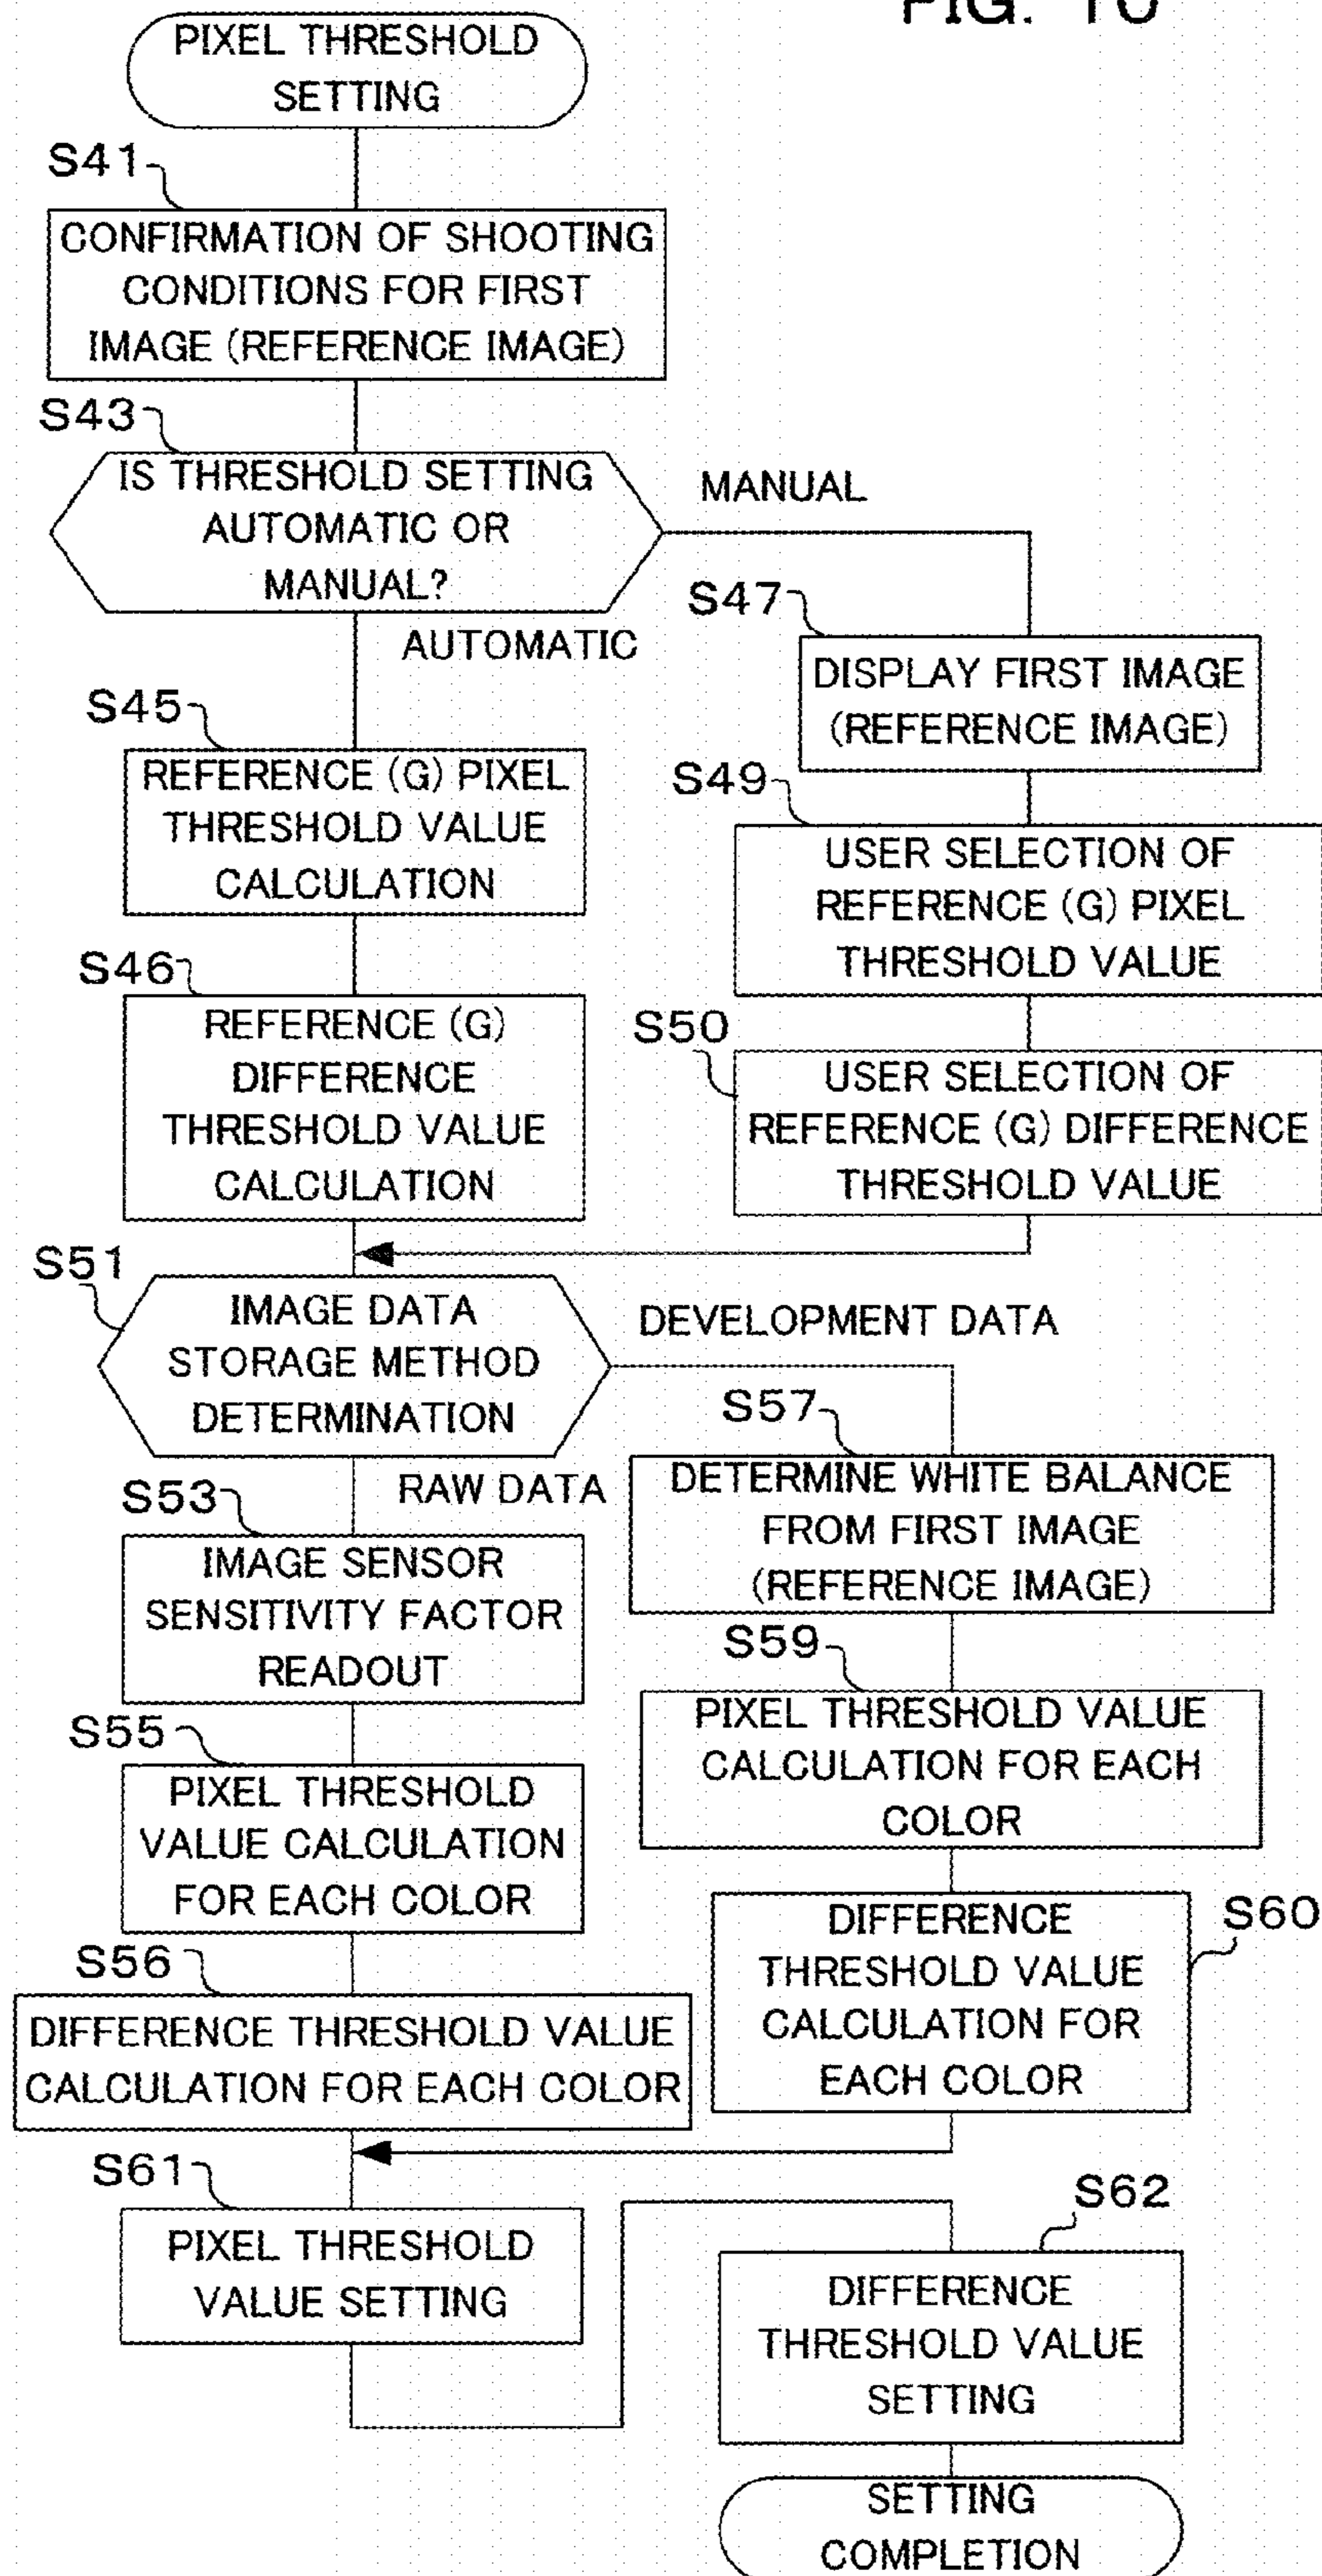 FIG. 10
PIXEL THRESHOLD
SETTING
S41
CONFIRMATION OF SHOOTING
CONDITIONS FOR FIRST
IMAGE (REFERENCE IMAGE)
S43
IS THRESHOLD SETTING
AUTOMATIC OR
MANUAL?
MANUAL
AUTOMATIC
S47
DISPLAY FIRST IMAGE
(REFERENCE IMAGE)
S45
REFERENCE (G) PIXEL
THRESHOLD VALUE
CALCULATION
S49
USER SELECTION OF
REFERENCE (G) PIXEL
THRESHOLD VALUE
S46
REFERENCE (G)
DIFFERENCE
THRESHOLD VALUE
CALCULATION
S50
USER SELECTION OF
REFERENCE (G) DIFFERENCE
THRESHOLD VALUE
S51
IMAGE DATA
STORAGE METHOD
DETERMINATION
DEVELOPMENT DATA
RAW DATA
S57
DETERMINE WHITE BALANCE
FROM FIRST IMAGE
(REFERENCE IMAGE)
S53
IMAGE SENSOR
SENSITIVITY FACTOR
READOUT
S59
PIXEL THRESHOLD VALUE
CALCULATION FOR EACH
COLOR
S55
PIXEL THRESHOLD
VALUE CALCULATION
FOR EACH COLOR
S60
DIFFERENCE
THRESHOLD VALUE
CALCULATION FOR
EACH COLOR
S56
DIFFERENCE THRESHOLD VALUE
CALCULATION FOR EACH COLOR
S61
PIXEL THRESHOLD
VALUE SETTING
S62
DIFFERENCE
THRESHOLD VALUE
SETTING
SETTING
COMPLETION